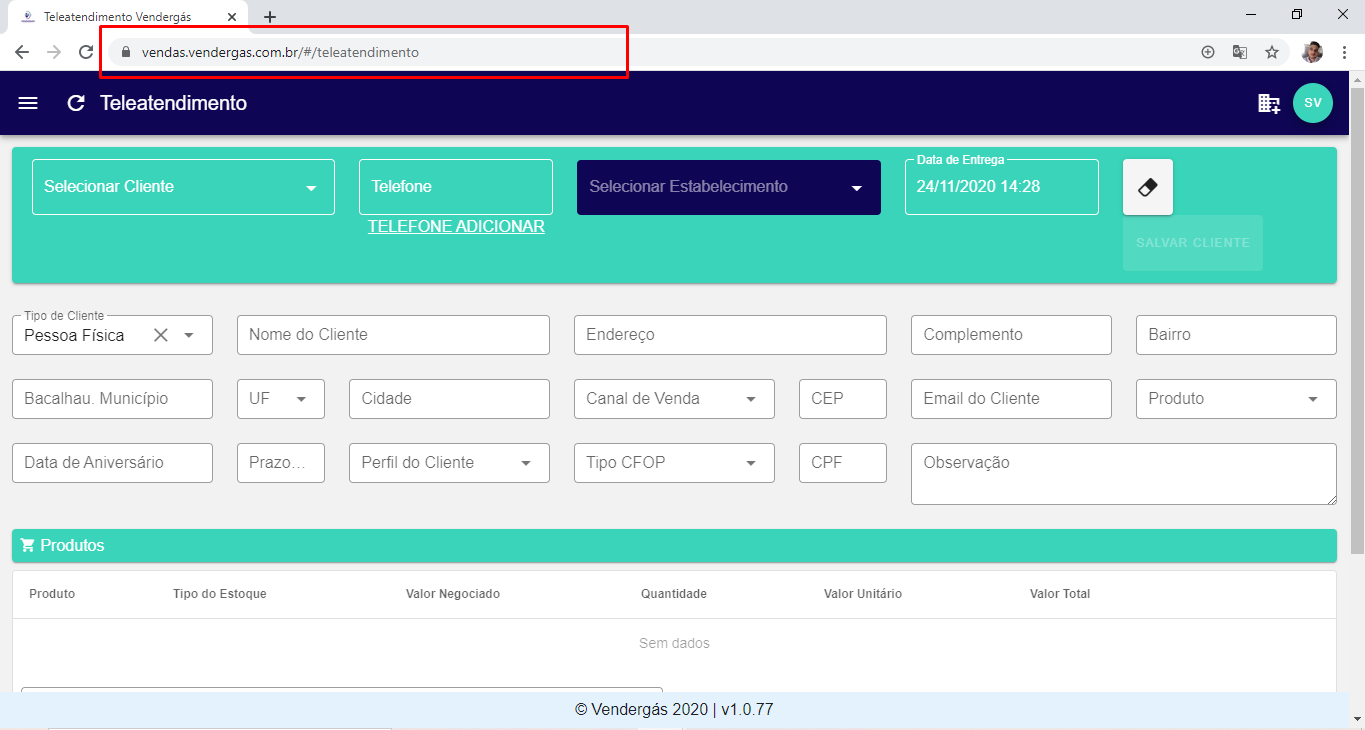 Teleatendimento Vendergás
vendas.vendergas.com.br/#/teleatendimento
Teleatendimento
SV
Selecionar Cliente
Telefone
Selecionar Estabelecimento
Data de Entrega
24/11/2020 14:28
TELEFONE ADICIONAR
SALVAR CLIENTE
Tipo de Cliente
Pessoa Física
Nome do Cliente
Endereço
Complemento
Bairro
Bacalhau. Município
UF
Cidade
Canal de Venda
CEP
Email do Cliente
Produto
Data de Aniversário
Prazo...
Perfil do Cliente
Tipo CFOP
CPF
Observação
Produtos
Produto Tipo do Estoque Valor Negociado Quantidade Valor Unitário Valor Total
Sem dados
© Vendergás 2020 | v1.0.77